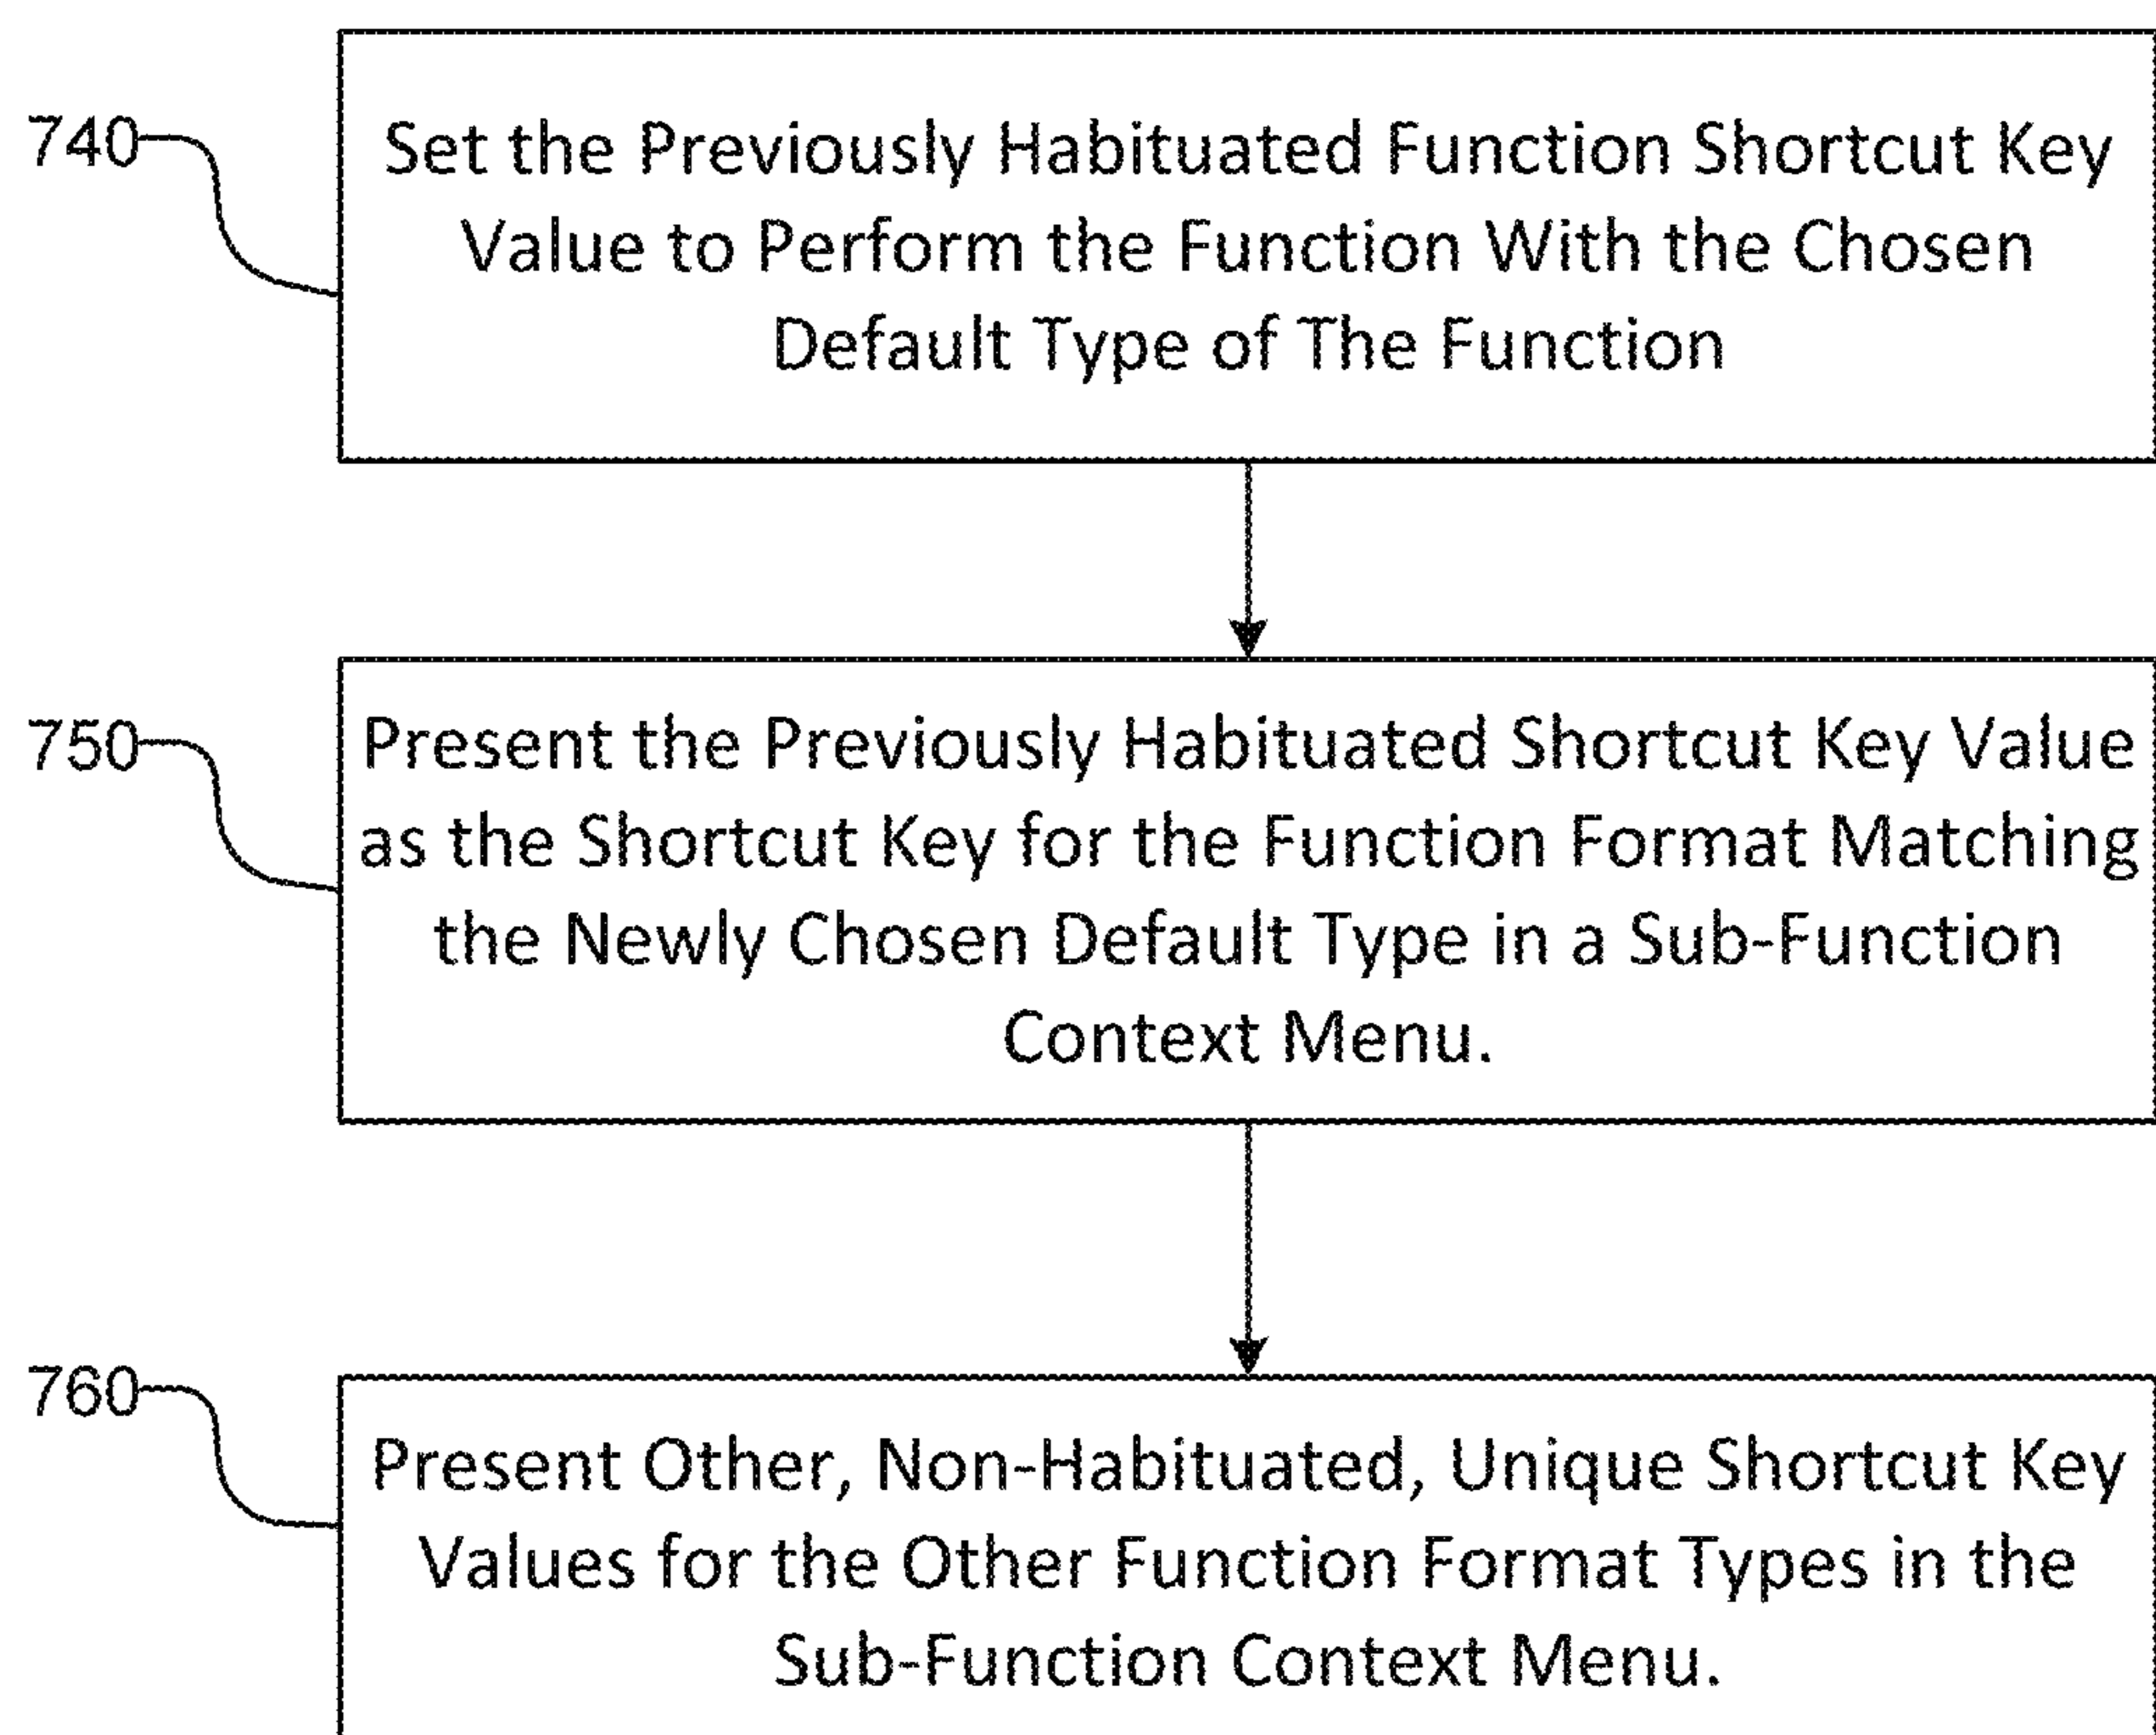 740
Set the Previously Habituated Function Shortcut Key
Value to Perform the Function With the Chosen
Default Type of The Function
750
Present the Previously Habituated Shortcut Key Value
as the Shortcut Key for the Function Format Matching
the Newly Chosen Default Type in a Sub-Function
Context Menu.
760
Present Other, Non-Habituated, Unique Shortcut Key
Values for the Other Function Format Types in the
Sub-Function Context Menu.